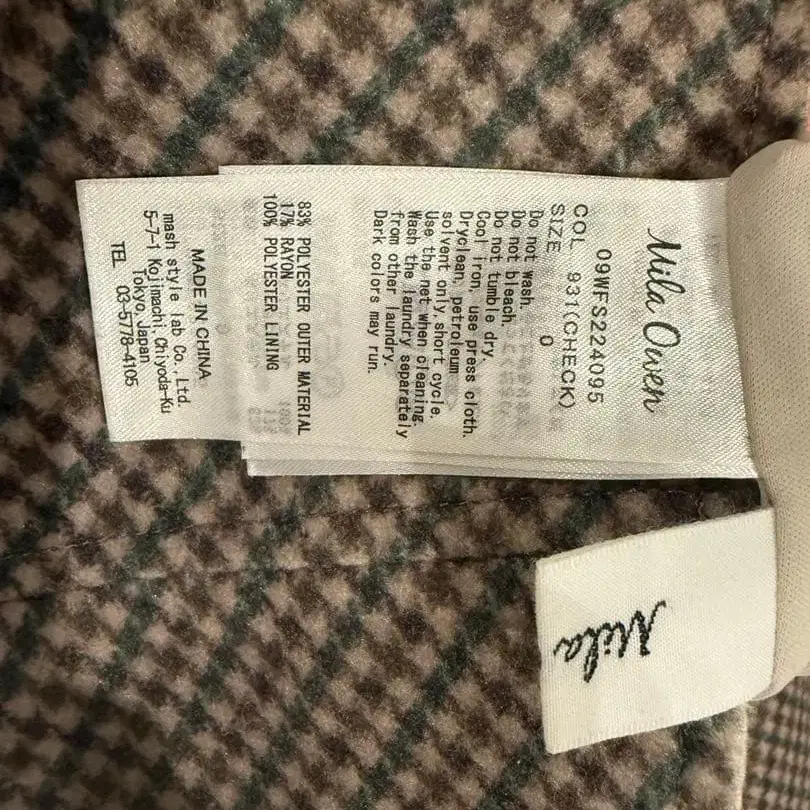 Mila Owen
09WFS224095
COL 931(CHECK)
SIZE 0
Do not wash.
Do not bleach.
Do not tumble dry.
Cool iron, use press cloth.
Dryclean, petroleum
solvent only,short cycle.
Use the net when cleaning.
Wash the laundry separately
from other laundry.
Dark colors may run.
83% POLYESTER OUTER MATERIAL
17% RAYON
100% POLYESTER LINING
MADE IN CHINA
mash style lab Co., Ltd.
5-7-1 Kojimachi, Chiyoda-Ku
Tokyo, Japan
TEL 03-5778-4105
Mila